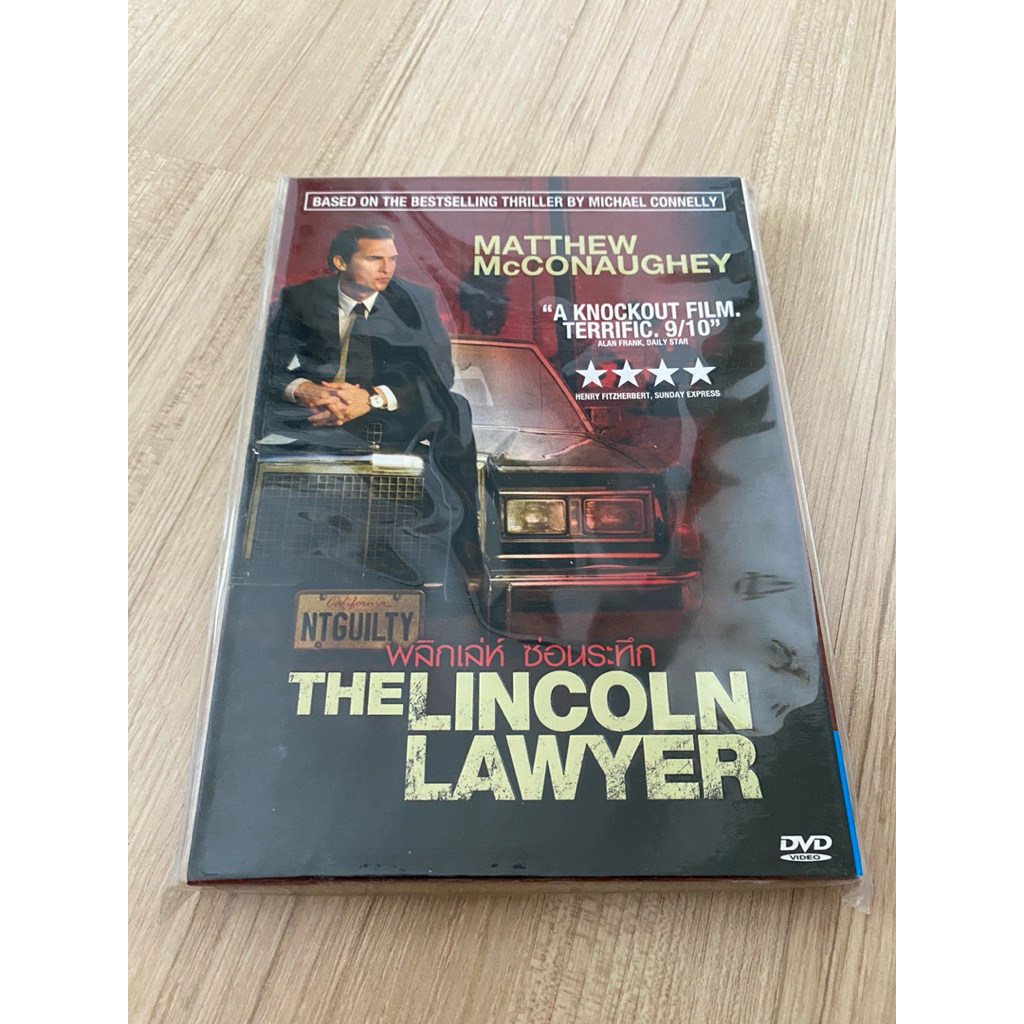 BASED ON THE BESTSELLING THRILLER BY MICHAEL CONNELLY
MATTHEW
McCONAUGHEY
“A KNOCKOUT FILM.
TERRIFIC. 9/10”
ALAN FRANK, DAILY STAR
HENRY FITZHERBERT, SUNDAY EXPRESS
California
NTGUILTY
พลิกเล่ห์ ซ่อนระทึก
THE LINCOLN
LAWYER
DVD
VIDEO